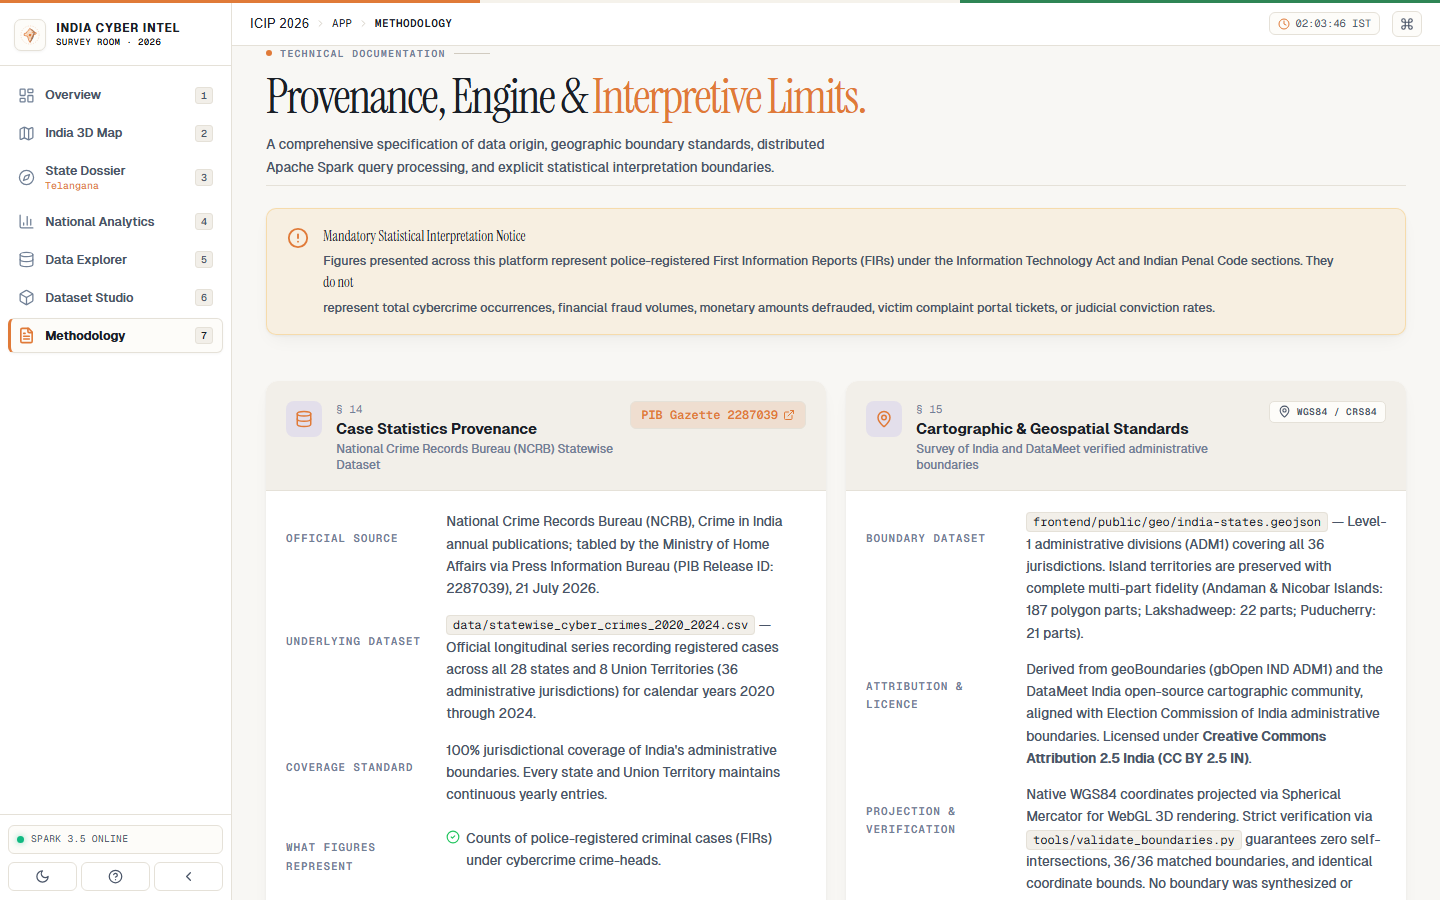 INDIA CYBER INTEL
SURVEY ROOM · 2026
Overview 1
India 3D Map 2
State Dossier 3
Telangana
National Analytics 4
Data Explorer 5
Dataset Studio 6
Methodology 7
SPARK 3.5 ONLINE
ICIP 2026 › APP › METHODOLOGY
02:03:46 IST
⌘
TECHNICAL DOCUMENTATION
Provenance, Engine & Interpretive Limits.
A comprehensive specification of data origin, geographic boundary standards, distributed
Apache Spark query processing, and explicit statistical interpretation boundaries.
Mandatory Statistical Interpretation Notice
Figures presented across this platform represent police-registered First Information Reports (FIRs) under the Information Technology Act and Indian Penal Code sections. They
do not
represent total cybercrime occurrences, financial fraud volumes, monetary amounts defrauded, victim complaint portal tickets, or judicial conviction rates.
§ 14
Case Statistics Provenance
National Crime Records Bureau (NCRB) Statewise
Dataset
PIB Gazette 2287039
OFFICIAL SOURCE
National Crime Records Bureau (NCRB), Crime in India
annual publications; tabled by the Ministry of Home
Affairs via Press Information Bureau (PIB Release ID:
2287039), 21 July 2026.
UNDERLYING DATASET
data/statewise_cyber_crimes_2020_2024.csv —
Official longitudinal series recording registered cases
across all 28 states and 8 Union Territories (36
administrative jurisdictions) for calendar years 2020
through 2024.
COVERAGE STANDARD
100% jurisdictional coverage of India's administrative
boundaries. Every state and Union Territory maintains
continuous yearly entries.
WHAT FIGURES
REPRESENT
Counts of police-registered criminal cases (FIRs)
under cybercrime crime-heads.
§ 15
Cartographic & Geospatial Standards
Survey of India and DataMeet verified administrative
boundaries
WGS84 / CRS84
BOUNDARY DATASET
frontend/public/geo/india-states.geojson — Level-
1 administrative divisions (ADM1) covering all 36
jurisdictions. Island territories are preserved with
complete multi-part fidelity (Andaman & Nicobar Islands:
187 polygon parts; Lakshadweep: 22 parts; Puducherry:
21 parts).
ATTRIBUTION &
LICENCE
Derived from geoBoundaries (gbOpen IND ADM1) and the
DataMeet India open-source cartographic community,
aligned with Election Commission of India administrative
boundaries. Licensed under Creative Commons
Attribution 2.5 India (CC BY 2.5 IN).
PROJECTION &
VERIFICATION
Native WGS84 coordinates projected via Spherical
Mercator for WebGL 3D rendering. Strict verification via
tools/validate_boundaries.py guarantees zero self-
intersections, 36/36 matched boundaries, and identical
coordinate bounds. No boundary was synthesized or